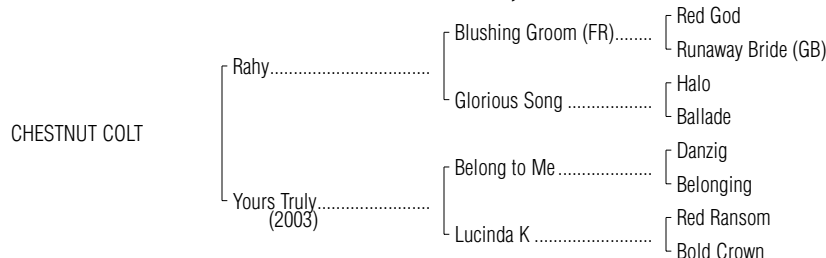 Red God
Blushing Groom (FR)........
Runaway Bride (GB)
Rahy..................................
Halo
Glorious Song ..................
Ballade
CHESTNUT COLT
Danzig
Belong to Me....................
Belonging
Yours Truly........................
(2003)
Red Ransom
Lucinda K .........................
Bold Crown